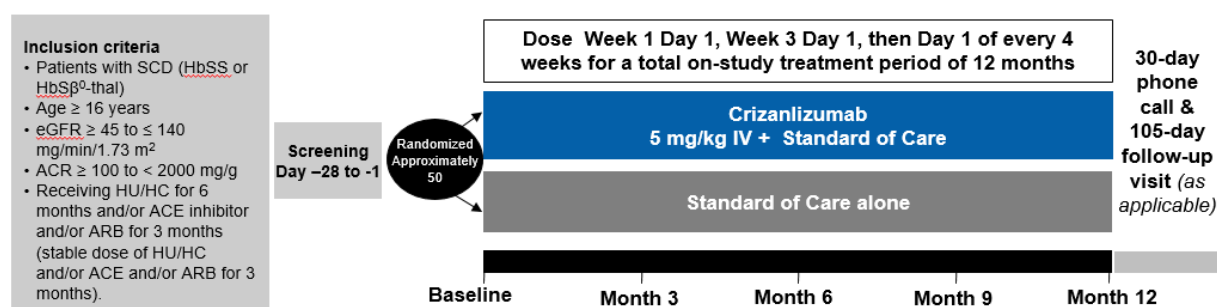 Inclusion criteria
• Patients with SCD (HbSS or
HbSβ⁰-thal)
• Age ≥ 16 years
• eGFR ≥ 45 to ≤ 140
mg/min/1.73 m²
• ACR ≥ 100 to < 2000 mg/g
• Receiving HU/HC for 6
months and/or ACE inhibitor
and/or ARB for 3 months
(stable dose of HU/HC
and/or ACE and/or ARB for 3
months).
Screening
Day –28 to -1
Randomized
Approximately
50
Dose Week 1 Day 1, Week 3 Day 1, then Day 1 of every 4
weeks for a total on-study treatment period of 12 months
Crizanlizumab
5 mg/kg IV + Standard of Care
Standard of Care alone
Baseline
Month 3
Month 6
Month 9
Month 12
30-day
phone
call &
105-day
follow-up
visit (as
applicable)